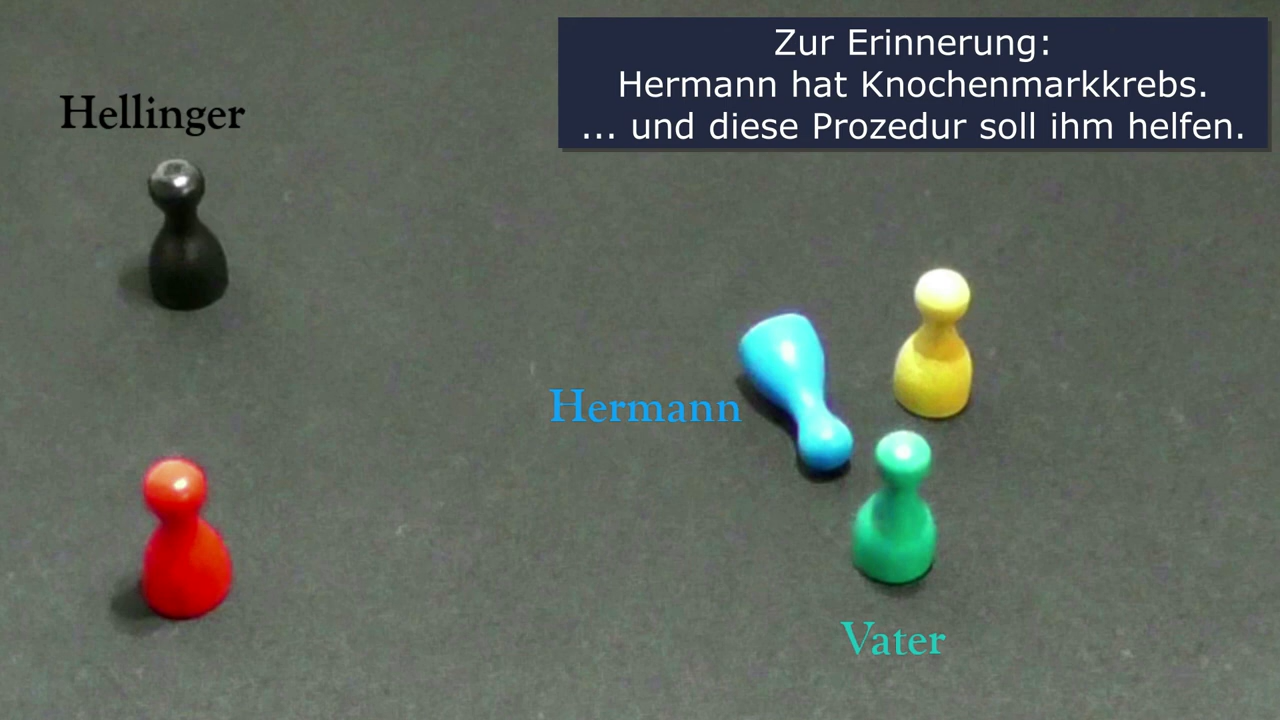 Zur Erinnerung:
Hermann hat Knochenmarkkrebs.
... und diese Prozedur soll ihm helfen.
Hellinger
Hermann
Vater